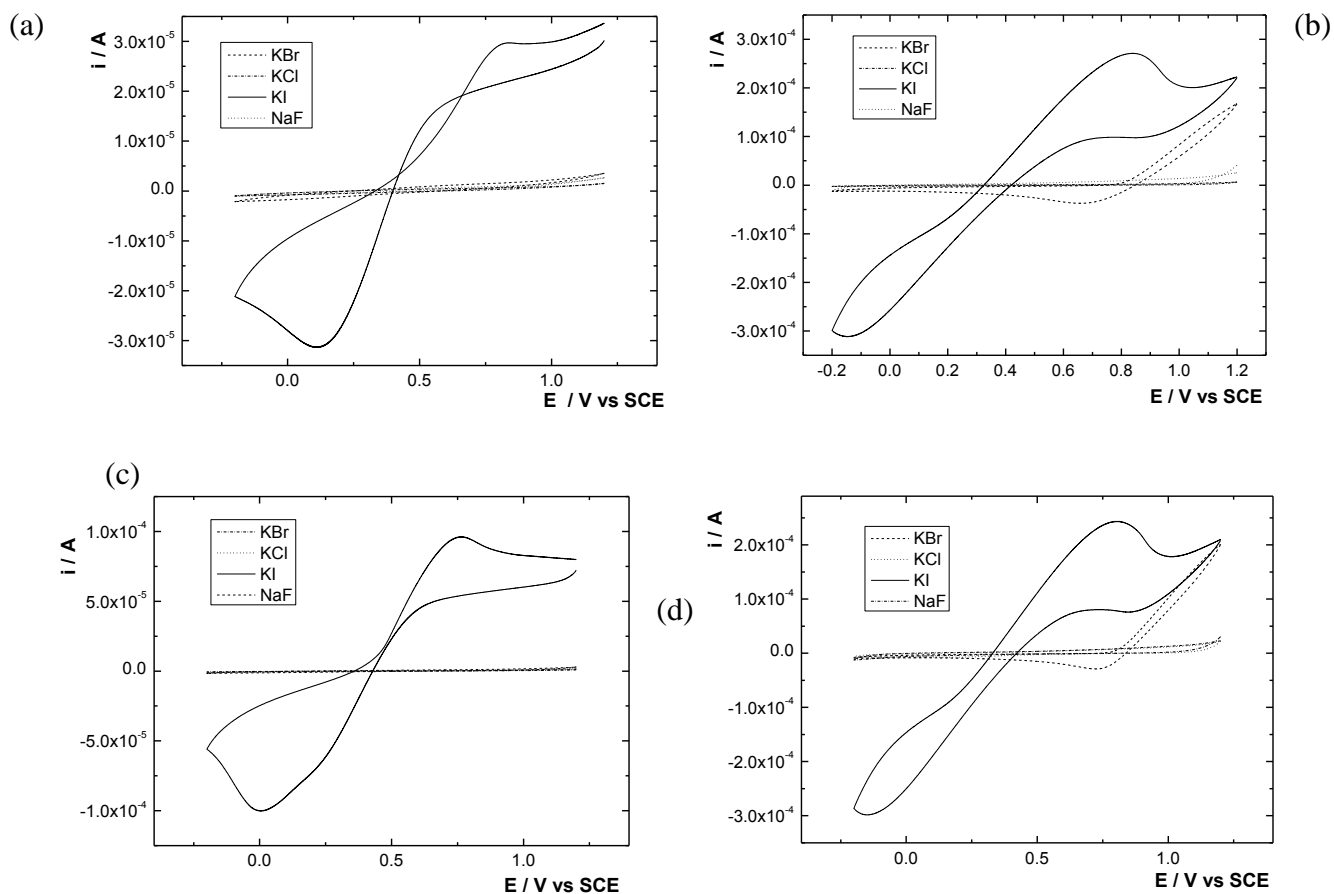 (a)
i / A
3.0x10⁻⁵
2.0x10⁻⁵
1.0x10⁻⁵
0.0
-1.0x10⁻⁵
-2.0x10⁻⁵
-3.0x10⁻⁵
KBr
KCl
KI
NaF
0.0 0.5 1.0
E / V vs SCE
(b)
i / A
3.0x10⁻⁴
2.0x10⁻⁴
1.0x10⁻⁴
0.0
-1.0x10⁻⁴
-2.0x10⁻⁴
-3.0x10⁻⁴
KBr
KCl
KI
NaF
-0.2 0.0 0.2 0.4 0.6 0.8 1.0 1.2
E / V vs SCE
(c)
i / A
1.0x10⁻⁴
5.0x10⁻⁵
0.0
-5.0x10⁻⁵
-1.0x10⁻⁴
KBr
KCl
KI
NaF
0.0 0.5 1.0
E / V vs SCE
(d)
i / A
2.0x10⁻⁴
1.0x10⁻⁴
0.0
-1.0x10⁻⁴
-2.0x10⁻⁴
-3.0x10⁻⁴
KBr
KCl
KI
NaF
0.0 0.5 1.0
E / V vs SCE